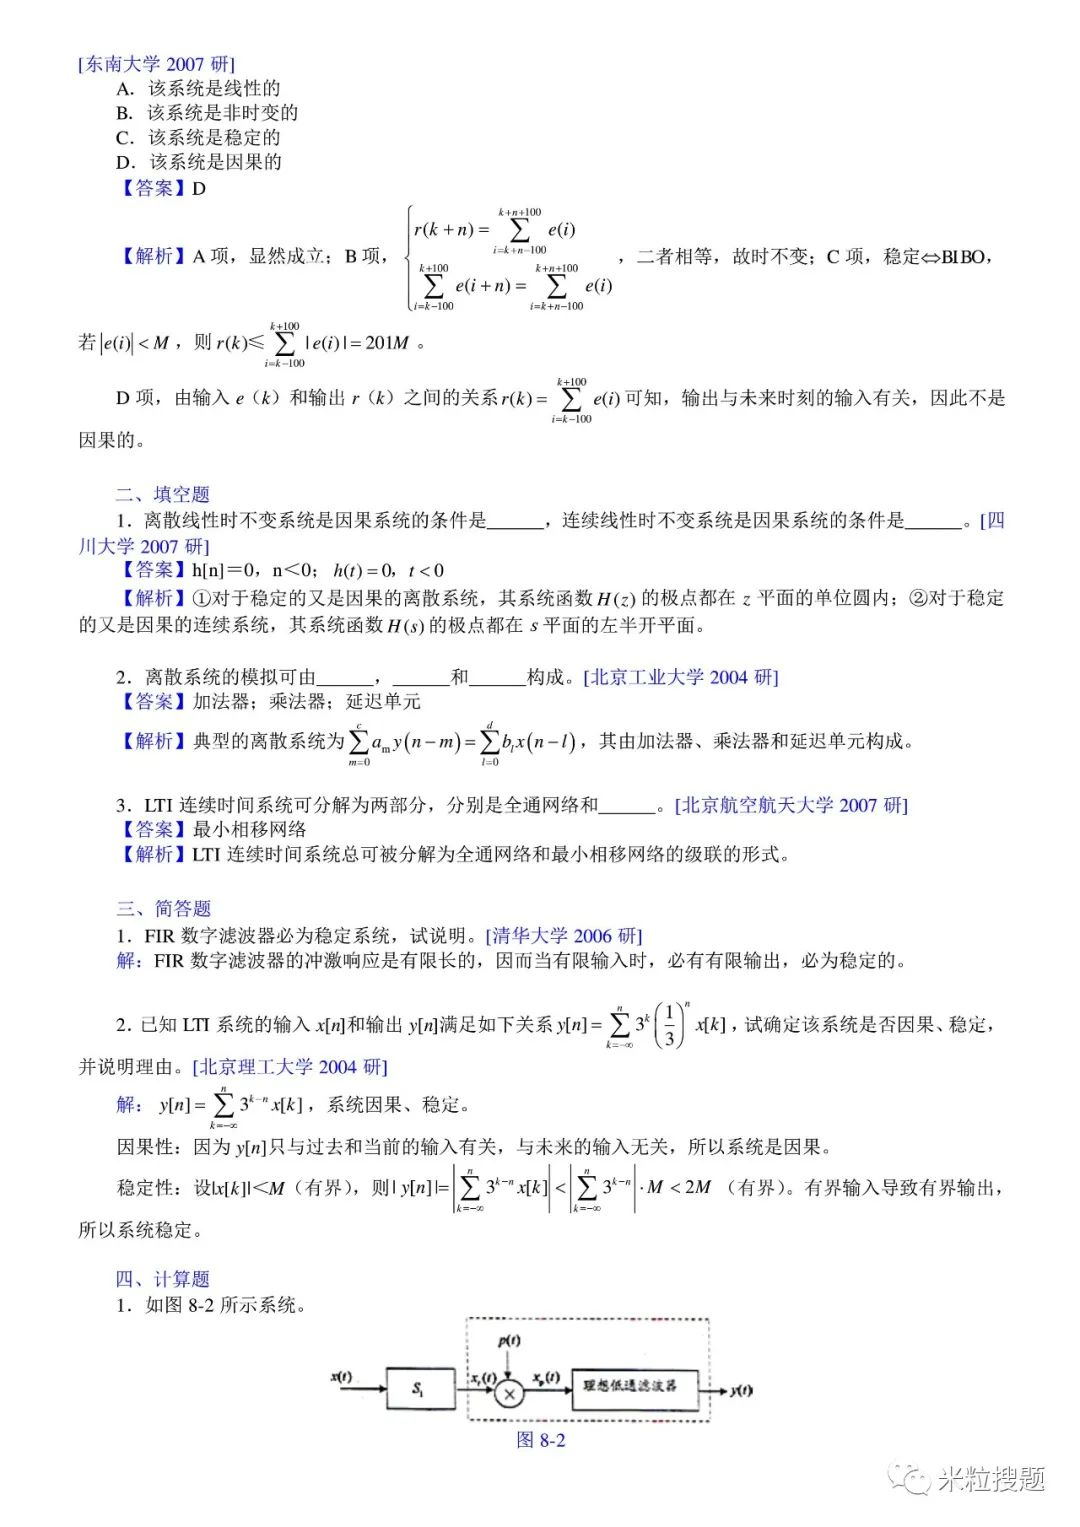 [东南大学 2007 研]
A．该系统是线性的
B．该系统是非时变的
C．该系统是稳定的
D．该系统是因果的
【答案】D
【解析】A 项，显然成立；B 项，{r(k+n)=∑_{i=k+n-100}^{k+n+100} e(i)  ∑_{i=k-100}^{k+100} e(i+n)=∑_{i=k+n-100}^{k+n+100} e(i)，二者相等，故时不变；C 项，稳定⇔BIBO，
若|e(i)|<M，则 r(k)≤∑_{i=k-100}^{k+100} |e(i)|=201M 。
D 项，由输入 e（k）和输出 r（k）之间的关系 r(k)=∑_{i=k-100}^{k+100} e(i) 可知，输出与未来时刻的输入有关，因此不是
因果的。
二、填空题
1．离散线性时不变系统是因果系统的条件是______，连续线性时不变系统是因果系统的条件是______。[四
川大学 2007 研]
【答案】h[n]＝0，n＜0；h(t)=0，t<0
【解析】①对于稳定的又是因果的离散系统，其系统函数 H(z) 的极点都在 z 平面的单位圆内；②对于稳定
的又是因果的连续系统，其系统函数 H(s) 的极点都在 s 平面的左半开平面。
2．离散系统的模拟可由______，______和______构成。[北京工业大学 2004 研]
【答案】加法器；乘法器；延迟单元
【解析】典型的离散系统为 ∑_{m=0}^{c} a_m y(n-m)=∑_{l=0}^{d} b_l x(n-l)，其由加法器、乘法器和延迟单元构成。
3．LTI 连续时间系统可分解为两部分，分别是全通网络和______。[北京航空航天大学 2007 研]
【答案】最小相移网络
【解析】LTI 连续时间系统总可被分解为全通网络和最小相移网络的级联的形式。
三、简答题
1．FIR 数字滤波器必为稳定系统，试说明。[清华大学 2006 研]
解：FIR 数字滤波器的冲激响应是有限长的，因而当有限输入时，必有有限输出，必为稳定的。
2．已知 LTI 系统的输入 x[n]和输出 y[n]满足如下关系 y[n]=∑_{k=-∞}^{n} 3^k (1/3)^n x[k]，试确定该系统是否因果、稳定，
并说明理由。[北京理工大学 2004 研]
解：y[n]=∑_{k=-∞}^{n} 3^{k-n} x[k]，系统因果、稳定。
因果性：因为 y[n]只与过去和当前的输入有关，与未来的输入无关，所以系统是因果。
稳定性：设|x[k]|＜M（有界），则| y[n]|=|∑_{k=-∞}^{n} 3^{k-n} x[k]|<|∑_{k=-∞}^{n} 3^{k-n}|·M<2M（有界）。有界输入导致有界输出，
所以系统稳定。
四、计算题
1．如图 8-2 所示系统。
p(t)
x(t) S₁ x₁(t) × xₚ(t) 理想低通滤波器 y(t)
图 8-2
米粒搜题